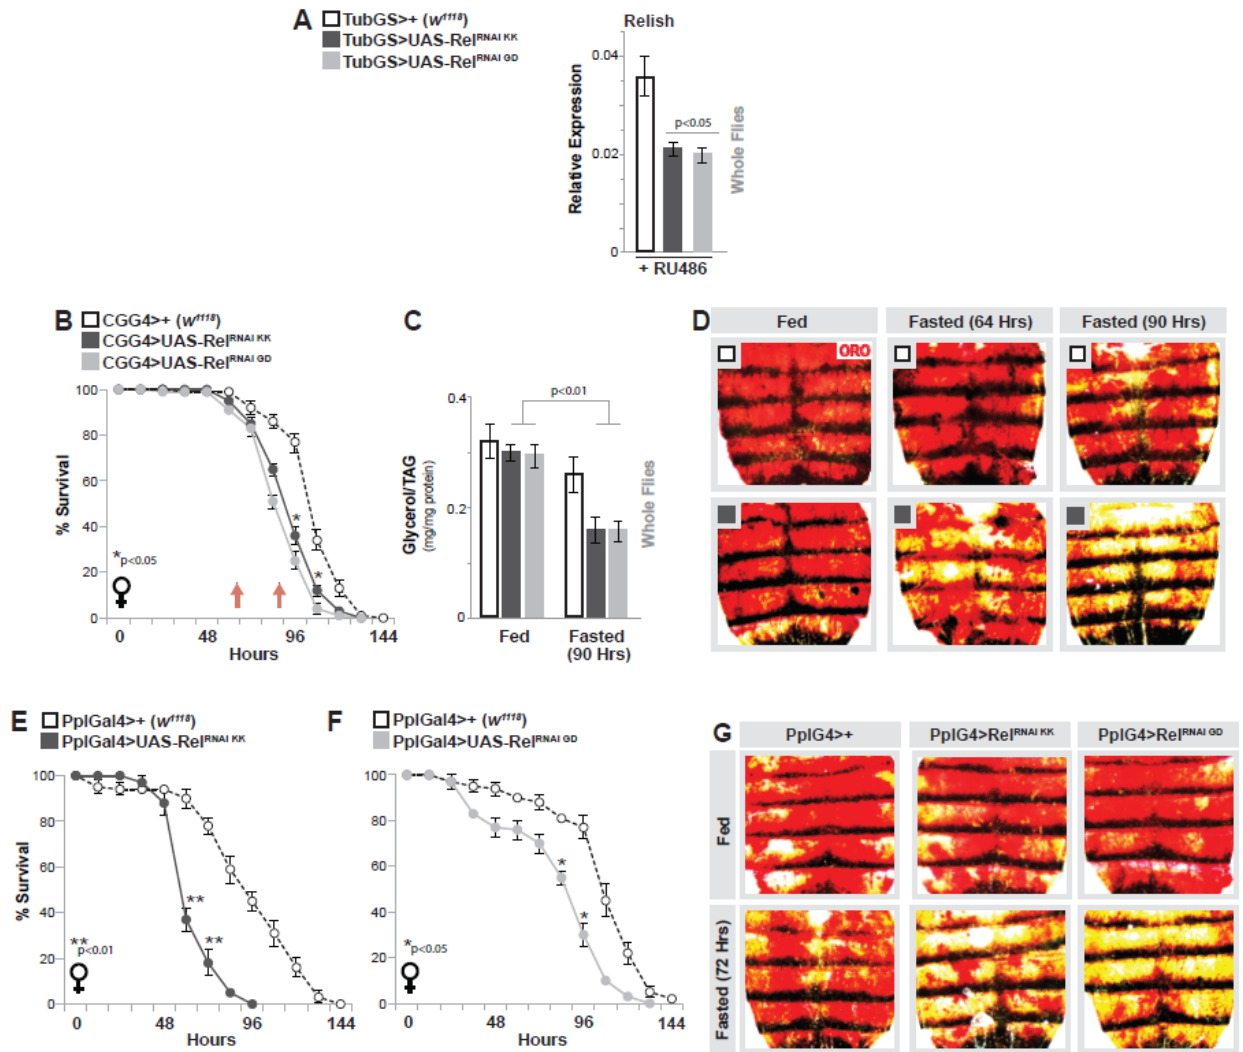 A
TubGS>+ (w1118)
TubGS>UAS-RelRNAi KK
TubGS>UAS-RelRNAi GD
Relish
Relative Expression
0.04
0.02
0
p<0.05
+ RU486
Whole Flies
B
CGG4>+ (w1118)
CGG4>UAS-RelRNAi KK
CGG4>UAS-RelRNAi GD
% Survival
100
80
60
40
20
0
*
*
*p<0.05
0 48 96 144
Hours
C
Glycerol/TAG
(mg/mg protein)
0.4
0.2
0
p<0.01
Fed
Fasted
(90 Hrs)
Whole Flies
D
Fed
Fasted (64 Hrs)
Fasted (90 Hrs)
ORO
E
PplGal4>+ (w1118)
PplGal4>UAS-RelRNAi KK
% Survival
100
80
60
40
20
0
**
**
**p<0.01
0 48 96 144
Hours
F
PplGal4>+ (w1118)
PplGal4>UAS-RelRNAi GD
100
80
60
40
20
0
*
*
*p<0.05
0 48 96 144
Hours
G
PplG4>+
PplG4>RelRNAi KK
PplG4>RelRNAi GD
Fed
Fasted (72 Hrs)